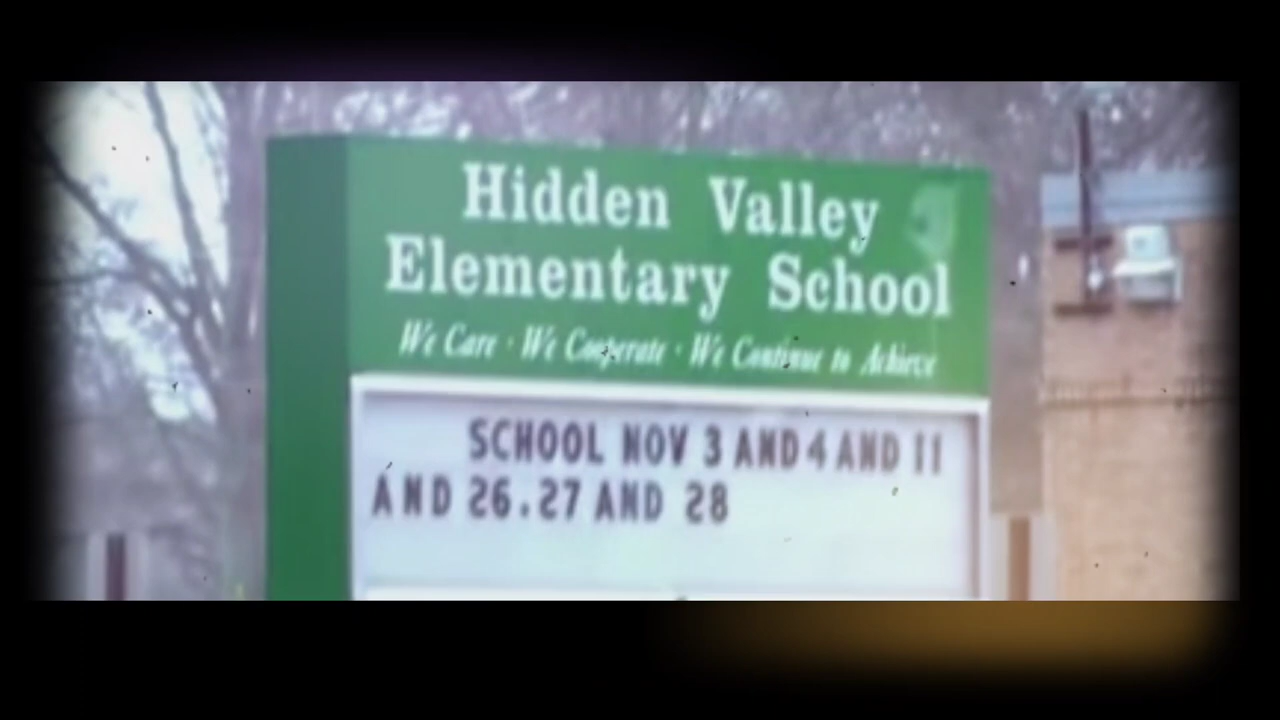 Hidden Valley
Elementary School
We Care · We Cooperate · We Continue to Achieve
SCHOOL NOV 3 AND 4 AND 11
AND 26.27 AND 28